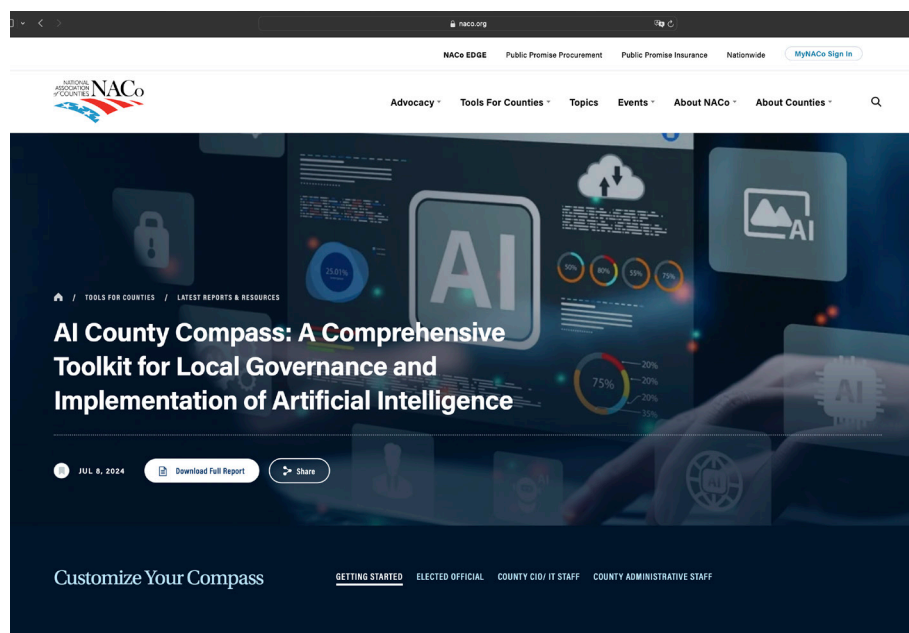 naco.org
NACo EDGE Public Promise Procurement Public Promise Insurance Nationwide MyNACo Sign In
NATIONAL
ASSOCIATION
of COUNTIES NACo
Advocacy Tools For Counties Topics Events About NACo About Counties
AI
AI
25.01%
50% 80% 55% 75%
TOOLS FOR COUNTIES / LATEST REPORTS & RESOURCES
AI County Compass: A Comprehensive
Toolkit for Local Governance and
Implementation of Artificial Intelligence
75%
20%
20%
20%
35%
AI
AI
AI
JUL 8, 2024 Download Full Report Share
Customize Your Compass
GETTING STARTED ELECTED OFFICIAL COUNTY CIO/ IT STAFF COUNTY ADMINISTRATIVE STAFF